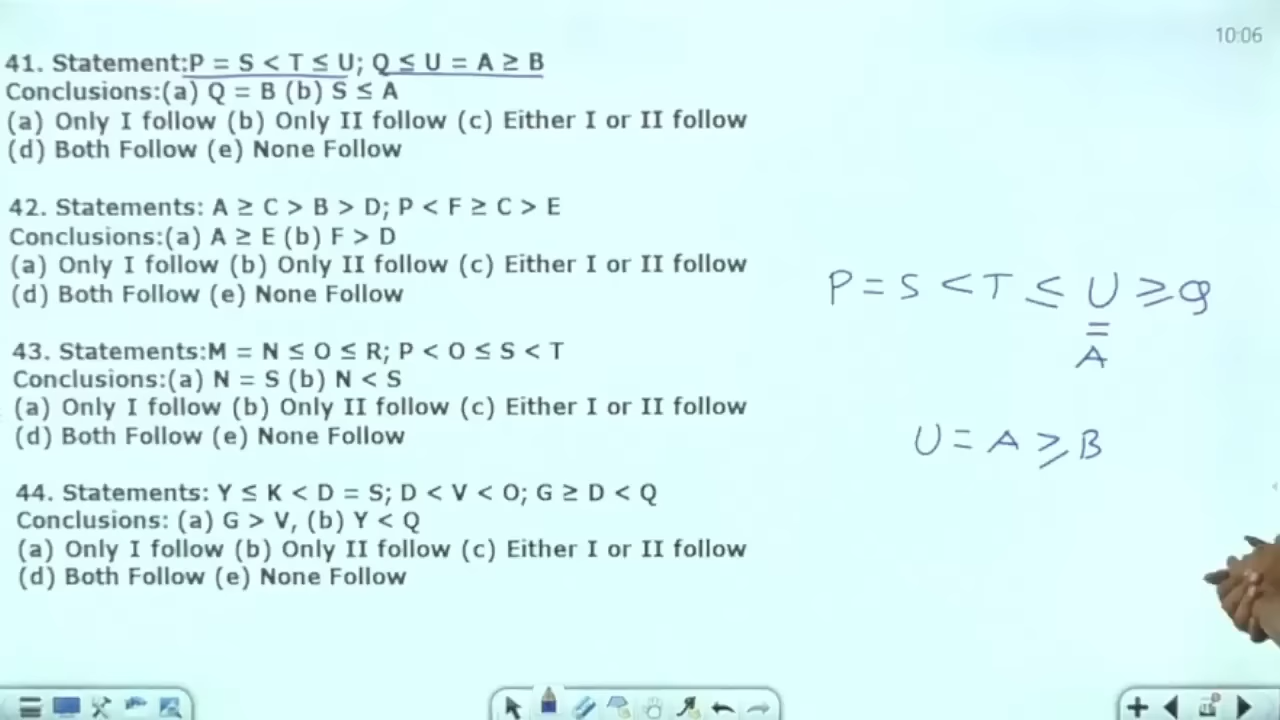 10:06
41. Statement:P = S < T ≤ U; Q ≤ U = A ≥ B
Conclusions:(a) Q = B (b) S ≤ A
(a) Only I follow (b) Only II follow (c) Either I or II follow
(d) Both Follow (e) None Follow
42. Statements: A ≥ C > B > D; P < F ≥ C > E
Conclusions:(a) A ≥ E (b) F > D
(a) Only I follow (b) Only II follow (c) Either I or II follow
(d) Both Follow (e) None Follow
43. Statements:M = N ≤ O ≤ R; P < O ≤ S < T
Conclusions:(a) N = S (b) N < S
(a) Only I follow (b) Only II follow (c) Either I or II follow
(d) Both Follow (e) None Follow
44. Statements: Y ≤ K < D = S; D < V < O; G ≥ D < Q
Conclusions: (a) G > V, (b) Y < Q
(a) Only I follow (b) Only II follow (c) Either I or II follow
(d) Both Follow (e) None Follow
P = S < T ≤ U ≥ Q
=
A
U = A ≥ B